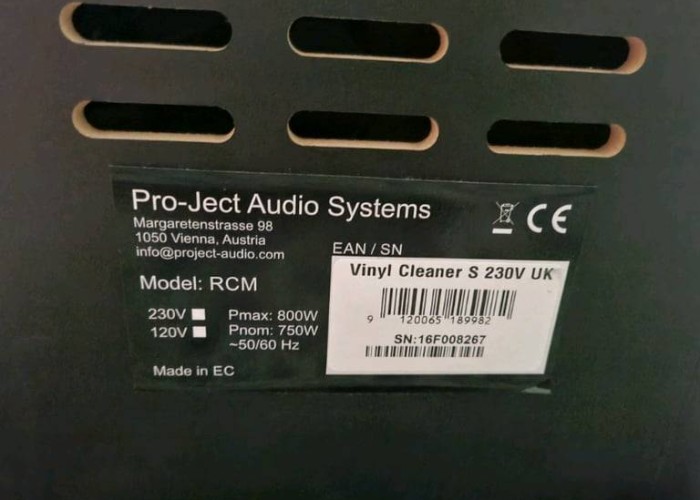 Pro-Ject Audio Systems
Margaretenstrasse 98
1050 Vienna, Austria
info@project-audio.com
CE
EAN / SN
Vinyl Cleaner S 230V UK
9 120065 189982
SN:16F008267
Model: RCM
230V Pmax: 800W
120V Pnom: 750W
~50/60 Hz
Made in EC